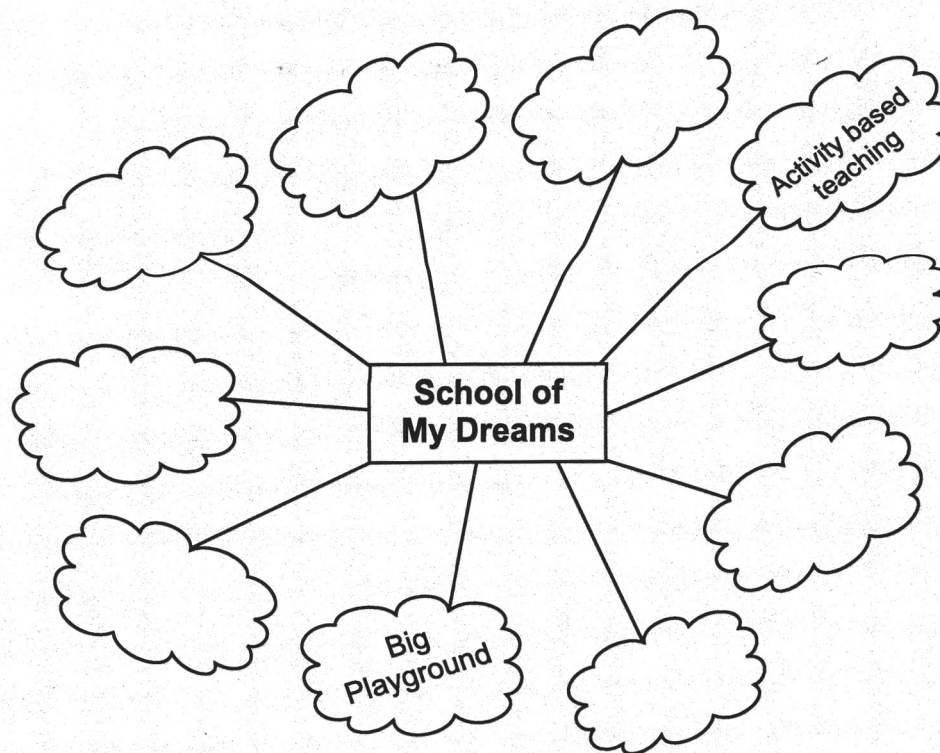 Activity based
teaching
School of
My Dreams
Big
Playground